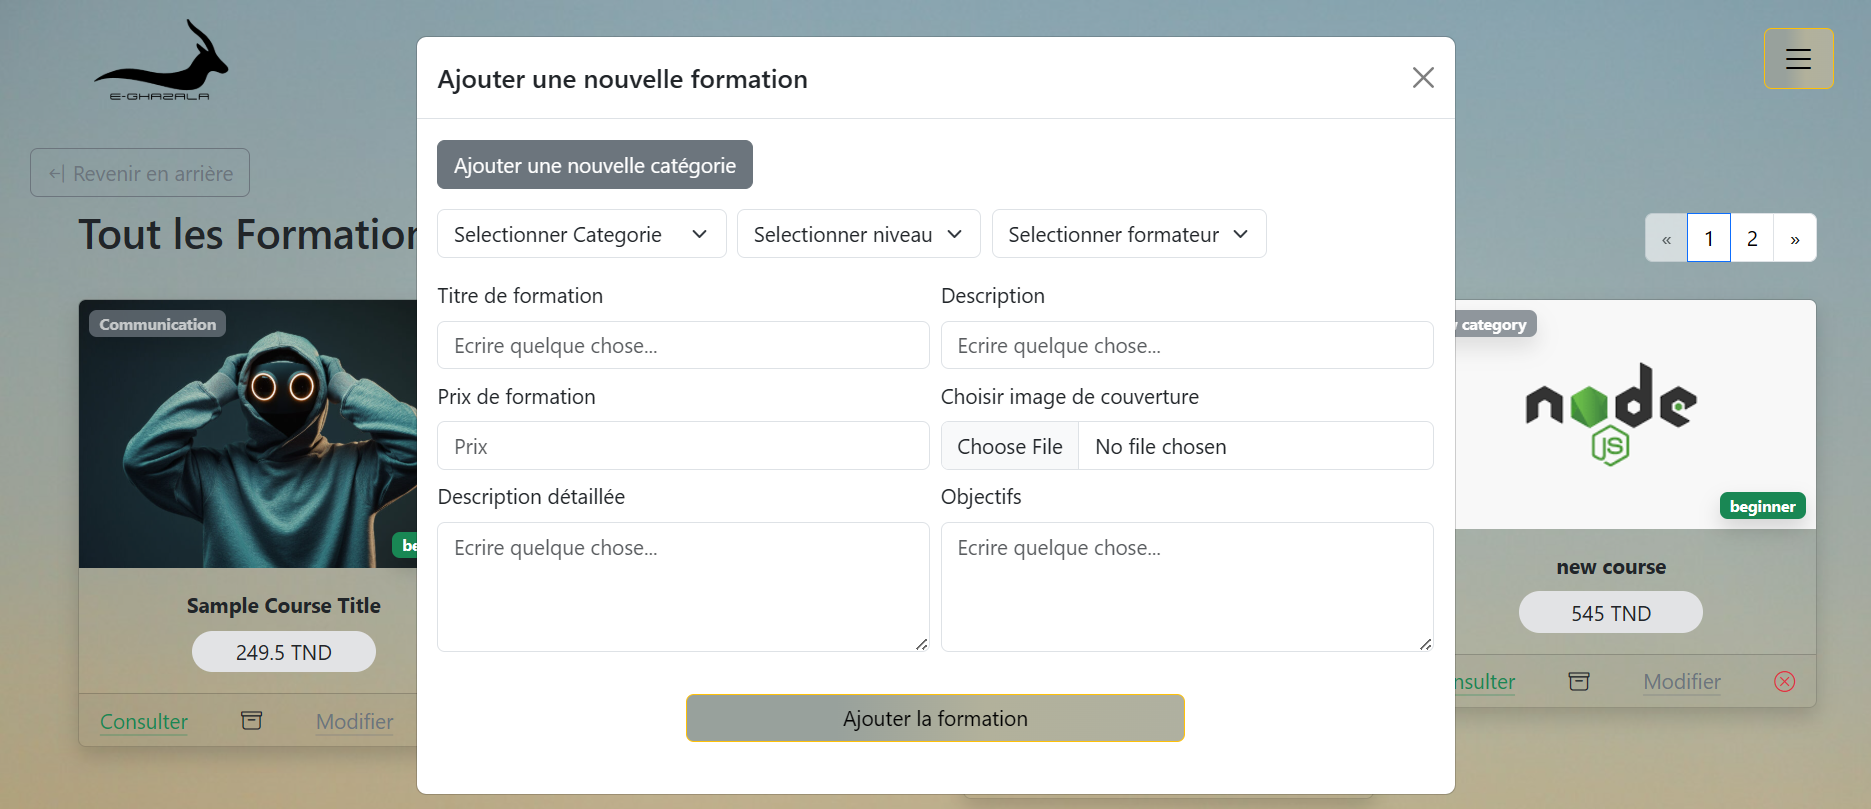 E-GHAZALA
Ajouter une nouvelle formation
Revenir en arrière
Ajouter une nouvelle catégorie
Tout les Formation
Selectionner Categorie
Selectionner niveau
Selectionner formateur
« 1 2 »
Titre de formation
Description
Ecrire quelque chose...
Ecrire quelque chose...
Communication
category
Prix de formation
Choisir image de couverture
Prix
Choose File No file chosen
Description détaillée
Objectifs
Ecrire quelque chose...
Ecrire quelque chose...
node
JS
beginner
be
Sample Course Title
249.5 TND
new course
545 TND
Consulter
Modifier
nsulter
Modifier
Ajouter la formation